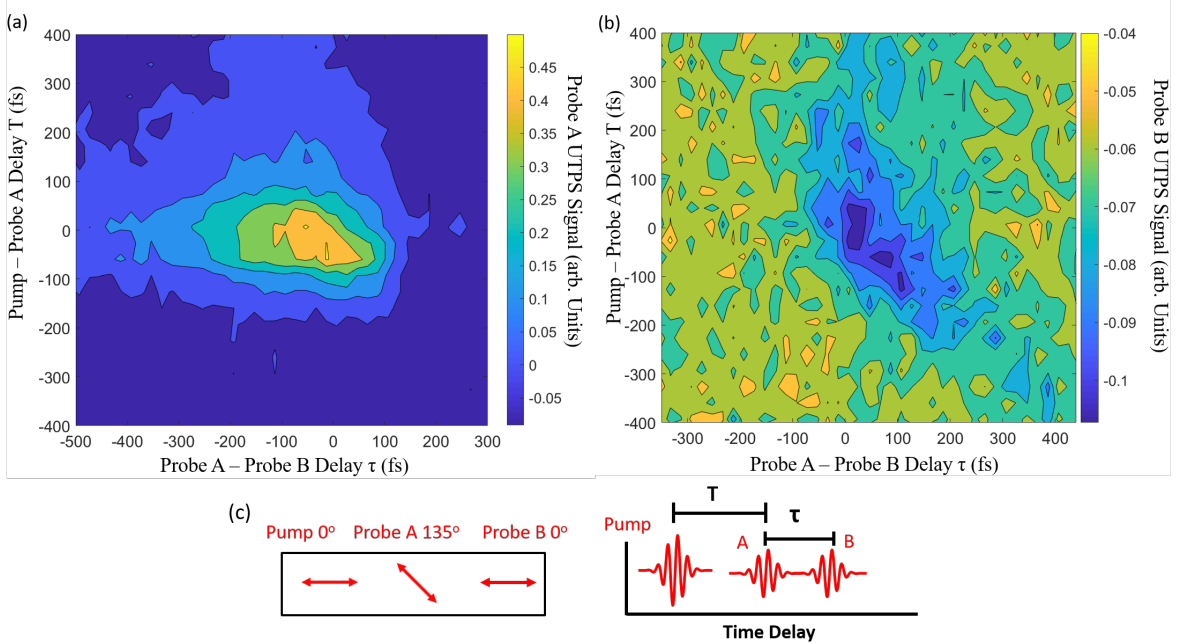 (a)
400
300
200
100
0
-100
-200
-300
-400
Pump – Probe A Delay T (fs)
-500 -400 -300 -200 -100 0 100 200 300
Probe A – Probe B Delay τ (fs)
0.45
0.4
0.35
0.3
0.25
0.2
0.15
0.1
0.05
0
-0.05
Probe A UTPS Signal (arb. Units)
(b)
400
300
200
100
0
-100
-200
-300
-400
Pump – Probe A Delay T (fs)
-300 -200 -100 0 100 200 300 400
Probe A – Probe B Delay τ (fs)
-0.04
-0.05
-0.06
-0.07
-0.08
-0.09
-0.1
Probe B UTPS Signal (arb. Units)
(c)
Pump 0º Probe A 135º Probe B 0º
T
τ
Pump
A B
Time Delay